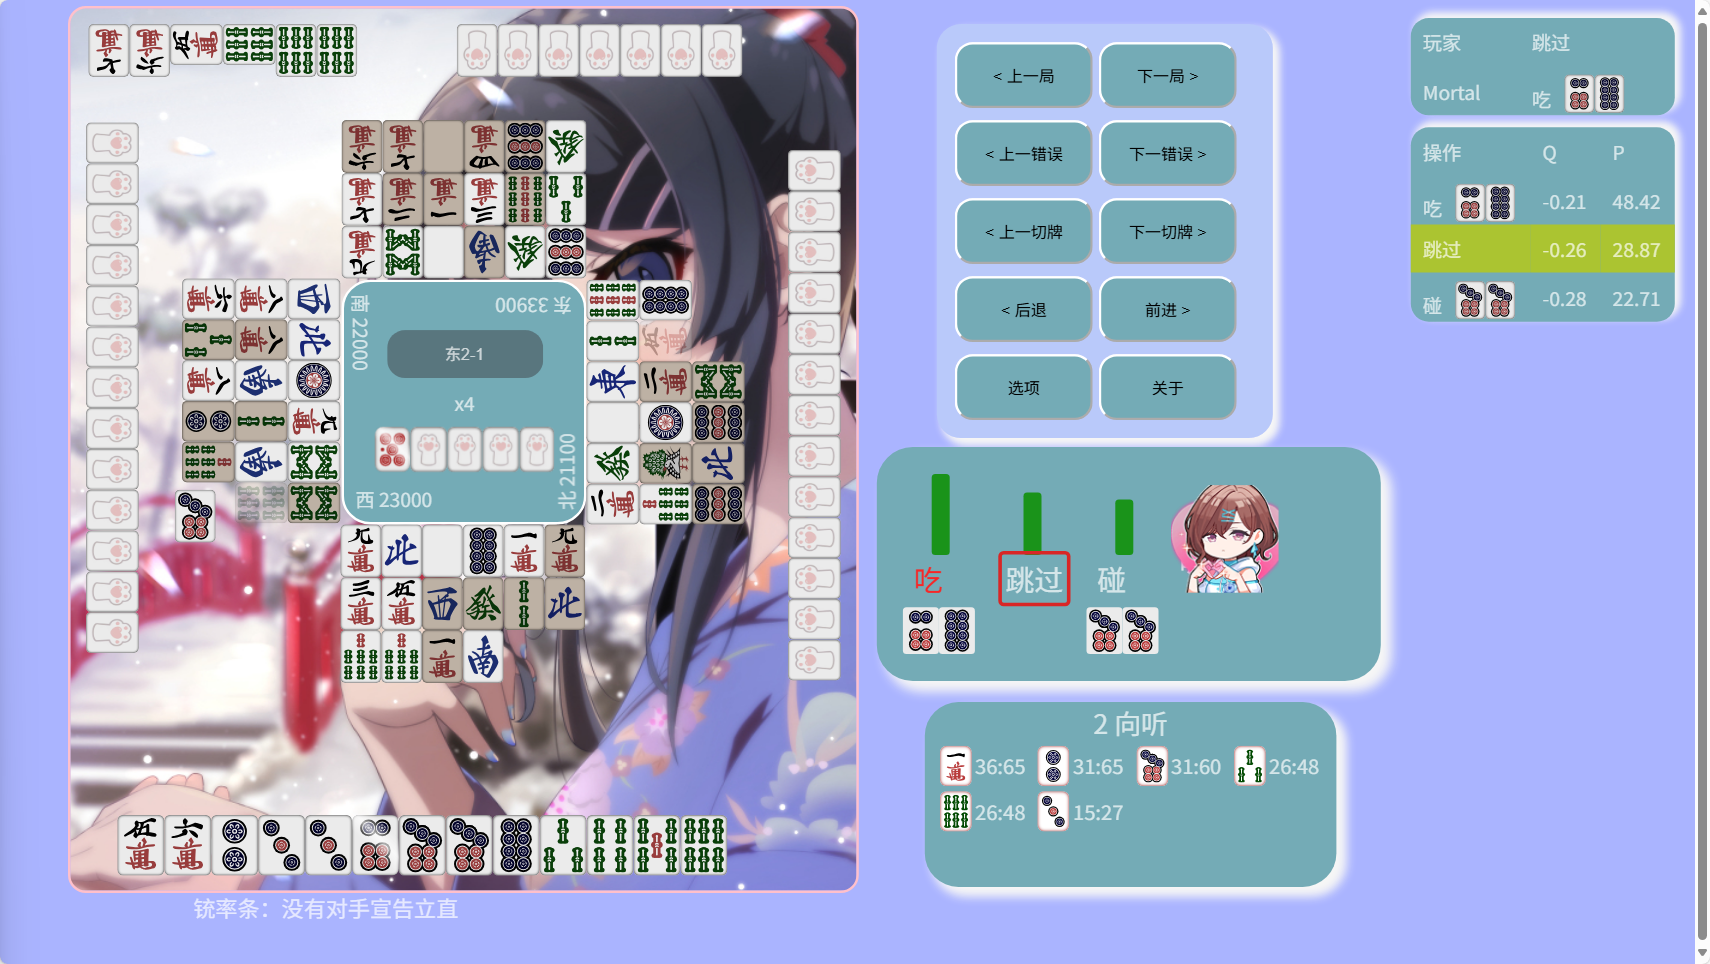 南 22000
东 33900
东2-1
x4
西 23000
北 21100
< 上一局
下一局 >
< 上一错误
下一错误 >
< 上一切牌
下一切牌 >
< 后退
前进 >
选项
关于
玩家 跳过
Mortal 吃
操作 Q P
吃 -0.21 48.42
跳过 -0.26 28.87
碰 -0.28 22.71
吃
跳过
碰
2 向听
36:65 31:65 31:60 26:48
26:48 15:27
铳率条：没有对手宣告立直